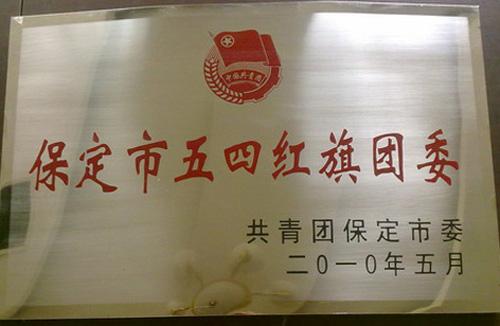 中国共青团
保定市五四红旗团委
共青团保定市委
二〇一〇年五月